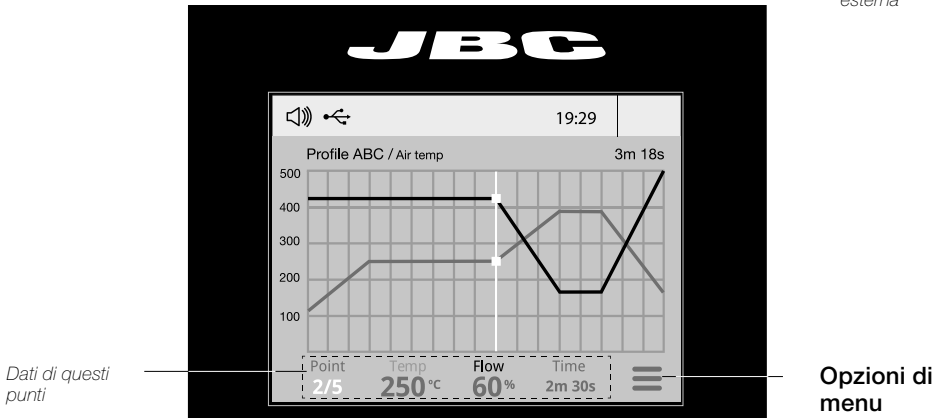 esterna
JBC
19:29
Profile ABC / Air temp 3m 18s
500
400
300
200
100
Point Temp Flow Time
2/5 250 °C 60 % 2m 30s
Dati di questi
punti
Opzioni di
menu